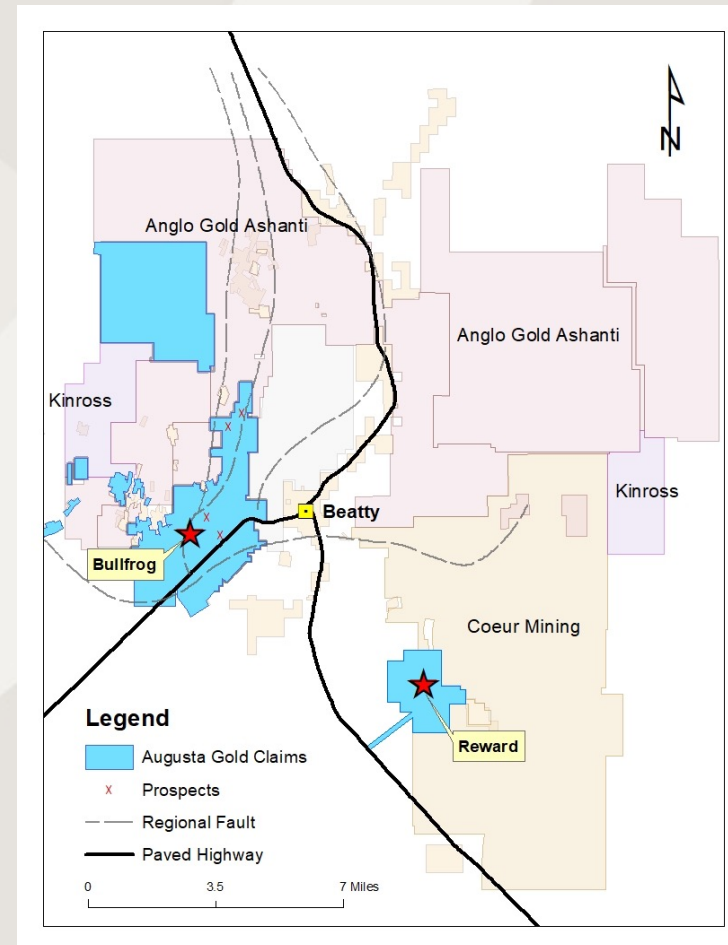 N
Anglo Gold Ashanti
Anglo Gold Ashanti
Kinross
Kinross
Beatty
Bullfrog
Coeur Mining
Reward
Legend
Augusta Gold Claims
x Prospects
Regional Fault
Paved Highway
0 3.5 7 Miles